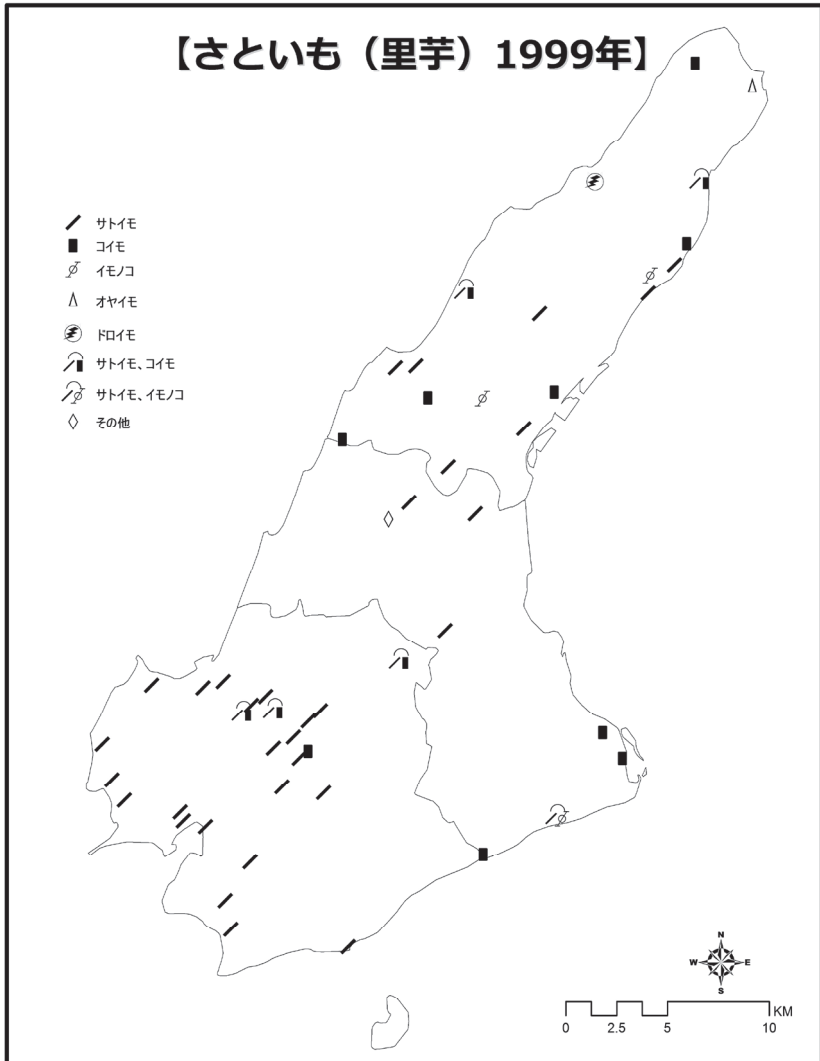 【さといも（里芋）1999年】
サトイモ
コイモ
イモノコ
オヤイモ
ドロイモ
サトイモ、コイモ
サトイモ、イモノコ
その他
N
W E
S
KM
0 2.5 5 10